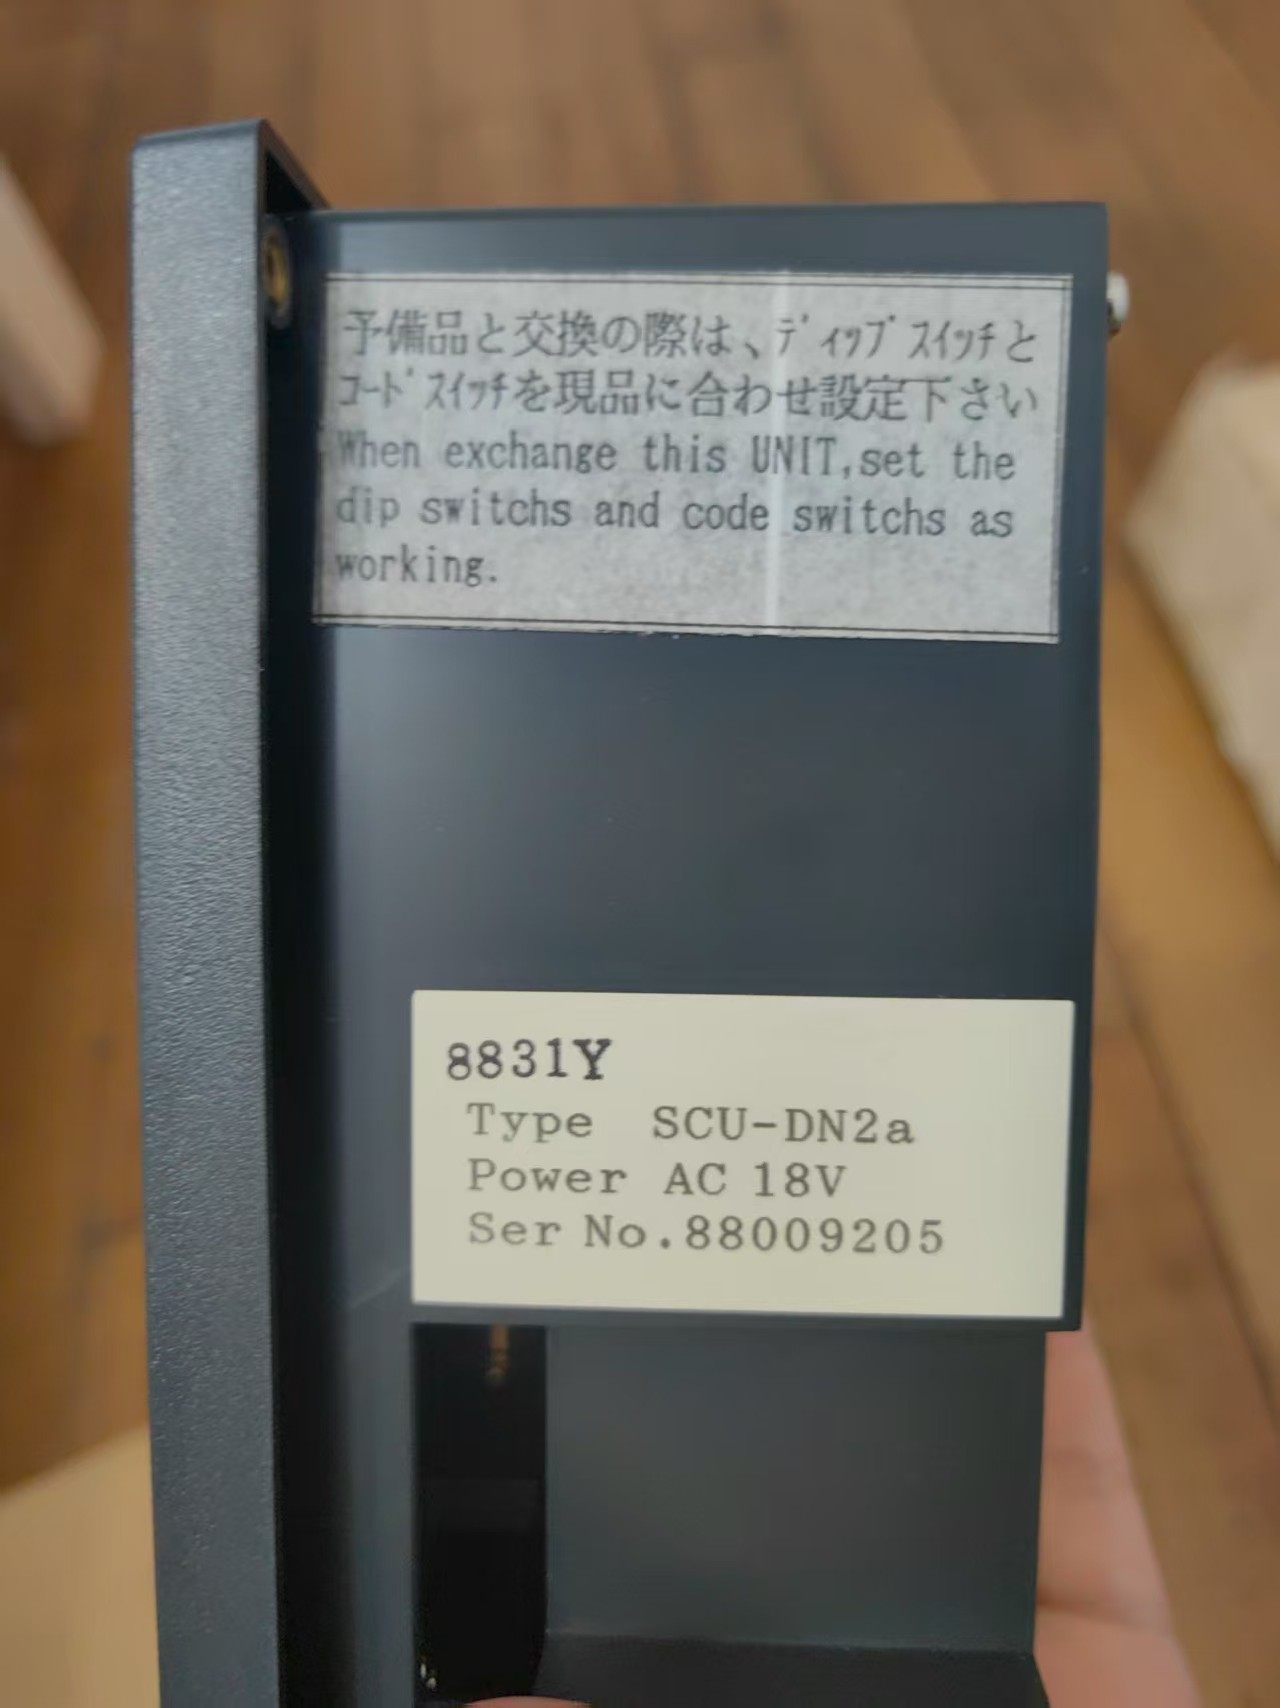 予備品と交換の際は、ﾃﾞｨｯﾌﾟｽｲｯﾁと
ｺｰﾄﾞｽｲｯﾁを現品に合わせ設定下さい
When exchange this UNIT,set the
dip switchs and code switchs as
working.
8831Y
Type SCU-DN2a
Power AC 18V
Ser No.88009205